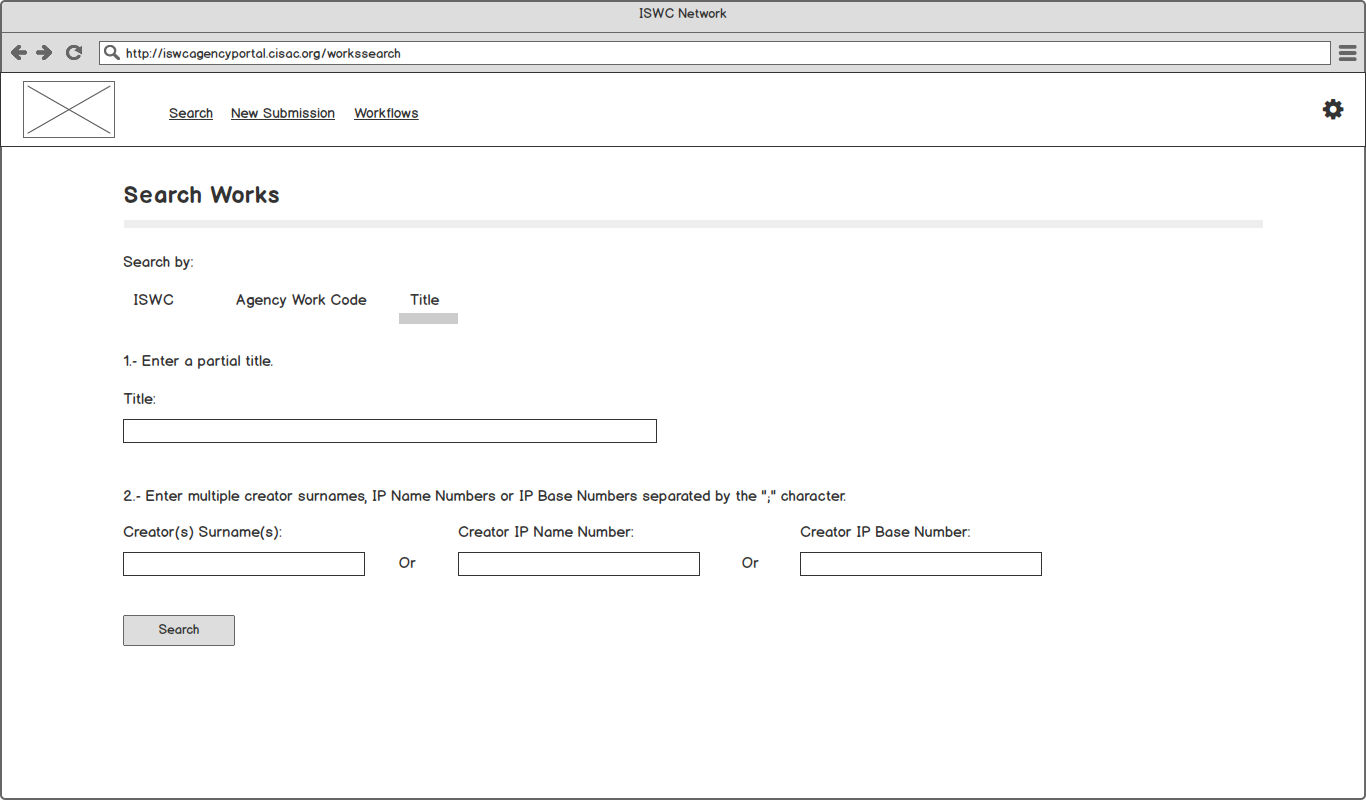 ISWC Network
http://iswcagencyportal.cisac.org/workssearch
Search New Submission Workflows
Search Works
Search by:
ISWC Agency Work Code Title
1.- Enter a partial title.
Title:
2.- Enter multiple creator surnames, IP Name Numbers or IP Base Numbers separated by the ";" character.
Creator(s) Surname(s): Creator IP Name Number: Creator IP Base Number:
Or Or
Search